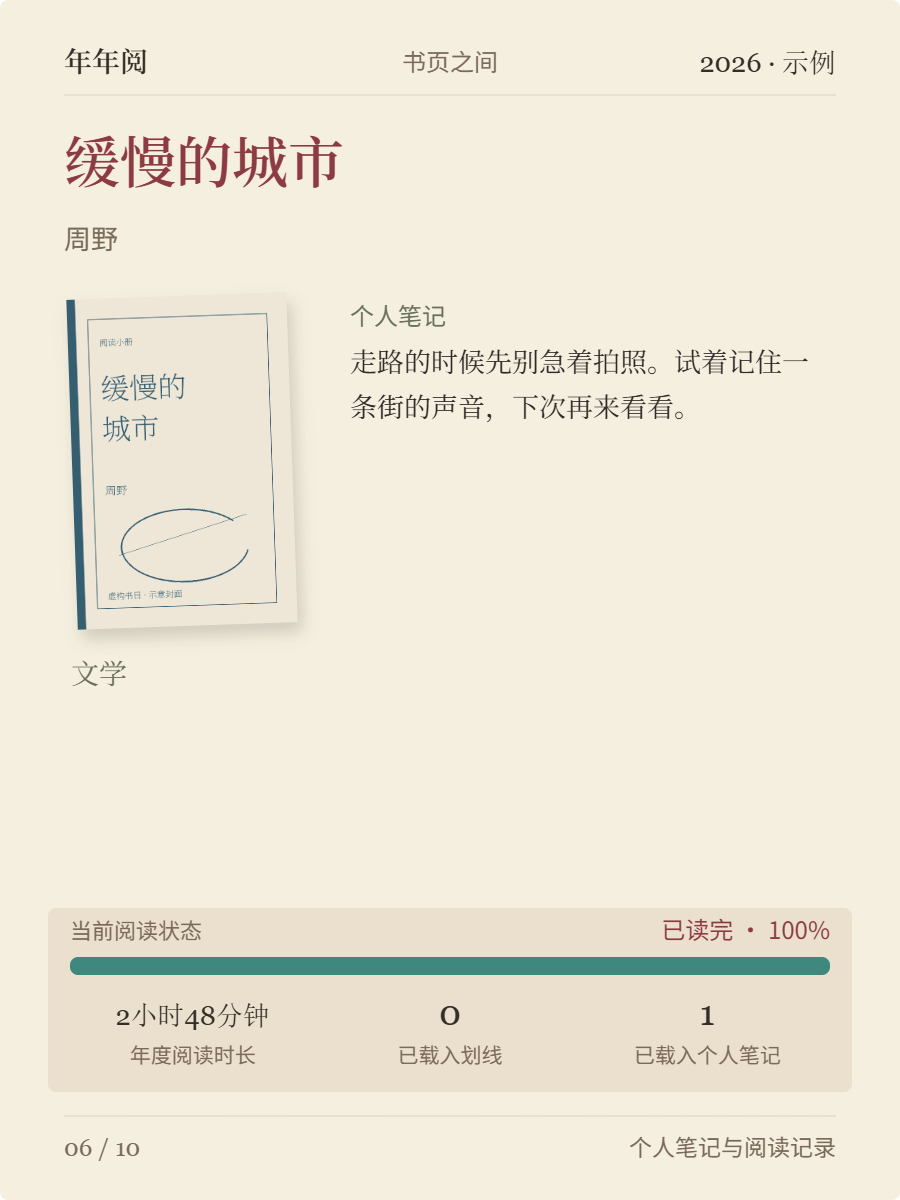 年年阅
书页之间
2026 · 示例
缓慢的城市
周野
阅读小册
缓慢的
城市
周野
虚构书目 · 示意封面
文学
个人笔记
走路的时候先别急着拍照。试着记住一
条街的声音，下次再来看看。
当前阅读状态
已读完 · 100%
2小时48分钟
年度阅读时长
0
已载入划线
1
已载入个人笔记
06 / 10
个人笔记与阅读记录